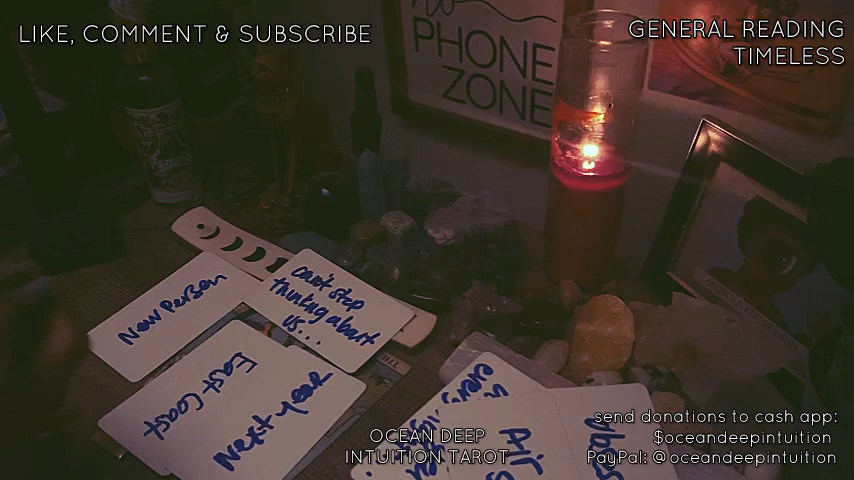 LIKE, COMMENT & SUBSCRIBE
GENERAL READING
TIMELESS
PHONE
ZONE
New Person
Can't stop
thinking about
us...
East Coast
Next year
OCEAN DEEP
INTUITION TAROT
send donations to cash app:
$oceandeepintuition
PayPal: @oceandeepintuition